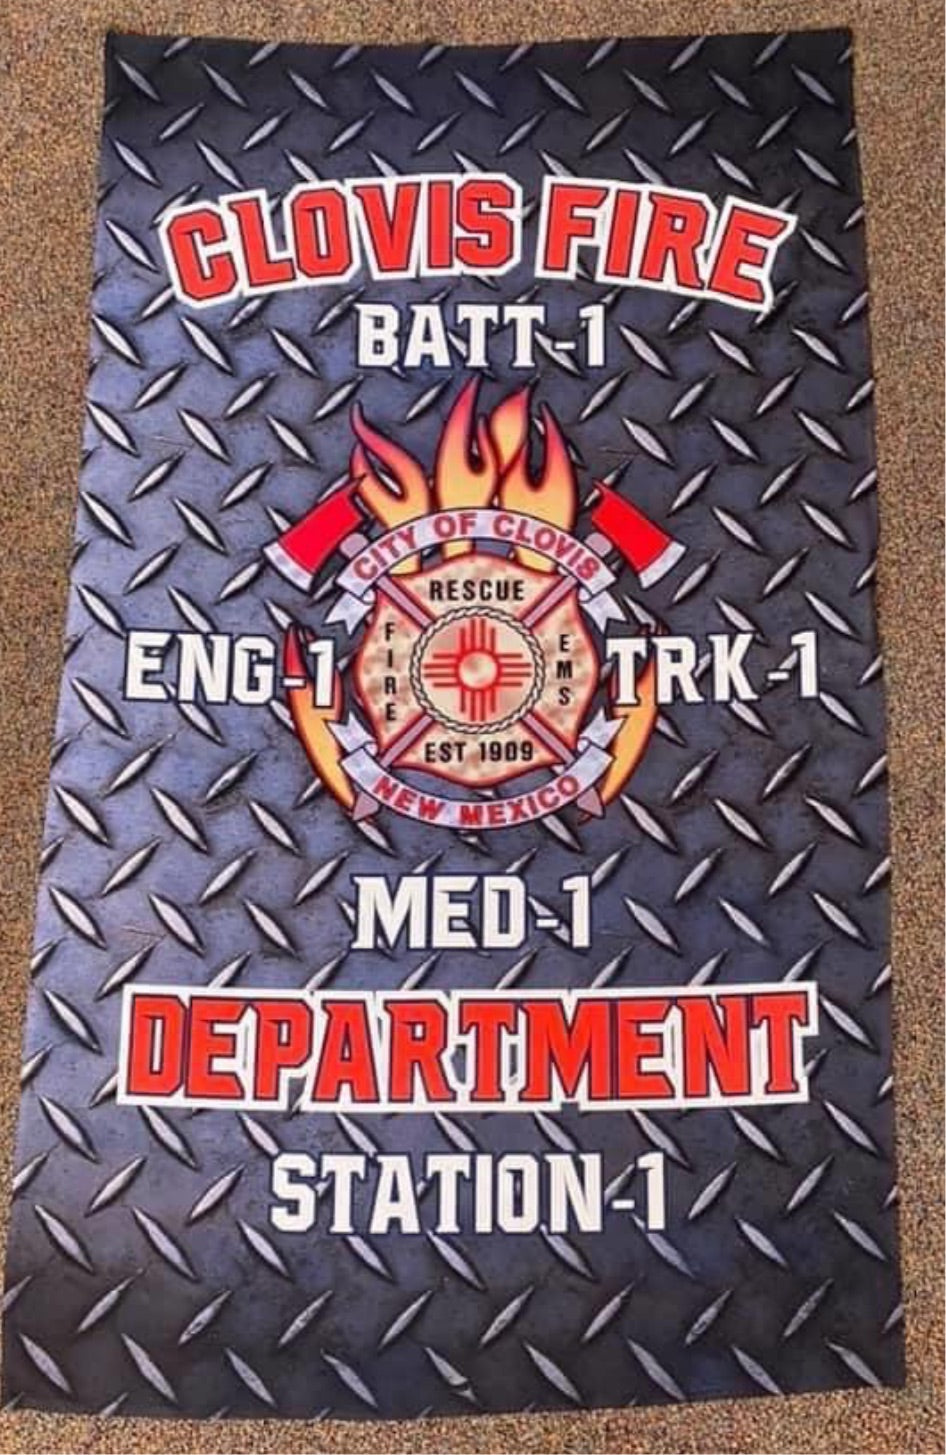 CLOVIS FIRE
BATT-1
CITY OF CLOVIS
RESCUE
FIRE
EMS
ENG-1
TRK-1
EST 1909
NEW MEXICO
MED-1
DEPARTMENT
STATION-1